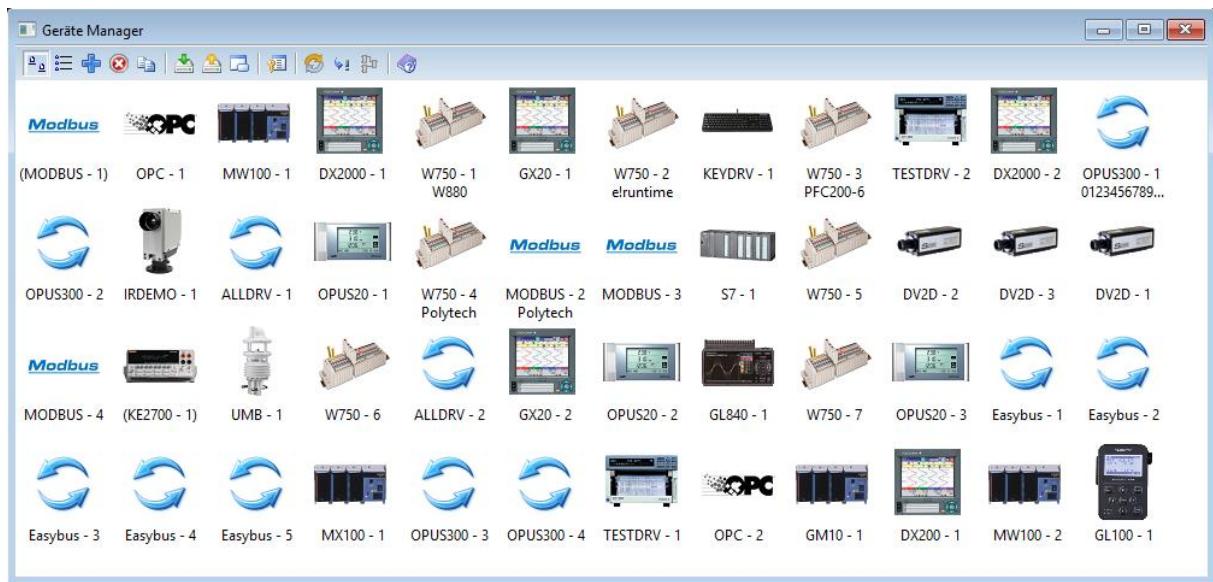 Geräte Manager
Modbus OPC
(MODBUS - 1) OPC - 1 MW100 - 1 DX2000 - 1 W750 - 1 GX20 - 1 W750 - 2 KEYDRV - 1 W750 - 3 TESTDRV - 2 DX2000 - 2 OPUS300 - 1
W880 e!runtime PFC200-6 0123456789...
Modbus Modbus
OPUS300 - 2 IRDEMO - 1 ALLDRV - 1 OPUS20 - 1 W750 - 4 MODBUS - 2 MODBUS - 3 S7 - 1 W750 - 5 DV2D - 2 DV2D - 3 DV2D - 1
Polytech Polytech
Modbus
MODBUS - 4 (KE2700 - 1) UMB - 1 W750 - 6 ALLDRV - 2 GX20 - 2 OPUS20 - 2 GL840 - 1 W750 - 7 OPUS20 - 3 Easybus - 1 Easybus - 2
OPC
Easybus - 3 Easybus - 4 Easybus - 5 MX100 - 1 OPUS300 - 3 OPUS300 - 4 TESTDRV - 1 OPC - 2 GM10 - 1 DX200 - 1 MW100 - 2 GL100 - 1